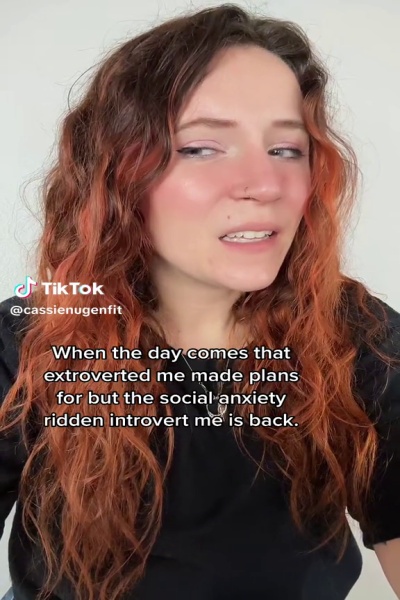 TikTok
@cassienugenfit
When the day comes that
extroverted me made plans
for but the social anxiety
ridden introvert me is back.